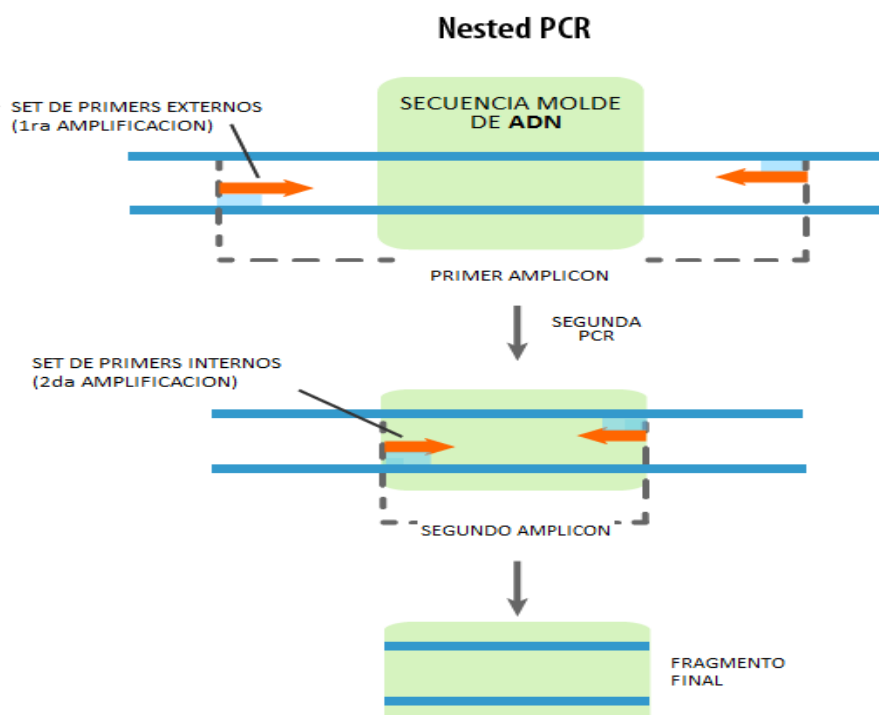 Nested PCR
SET DE PRIMERS EXTERNOS
(1ra AMPLIFICACION)
SECUENCIA MOLDE
DE ADN
PRIMER AMPLICON
SEGUNDA
PCR
SET DE PRIMERS INTERNOS
(2da AMPLIFICACION)
SEGUNDO AMPLICON
FRAGMENTO
FINAL